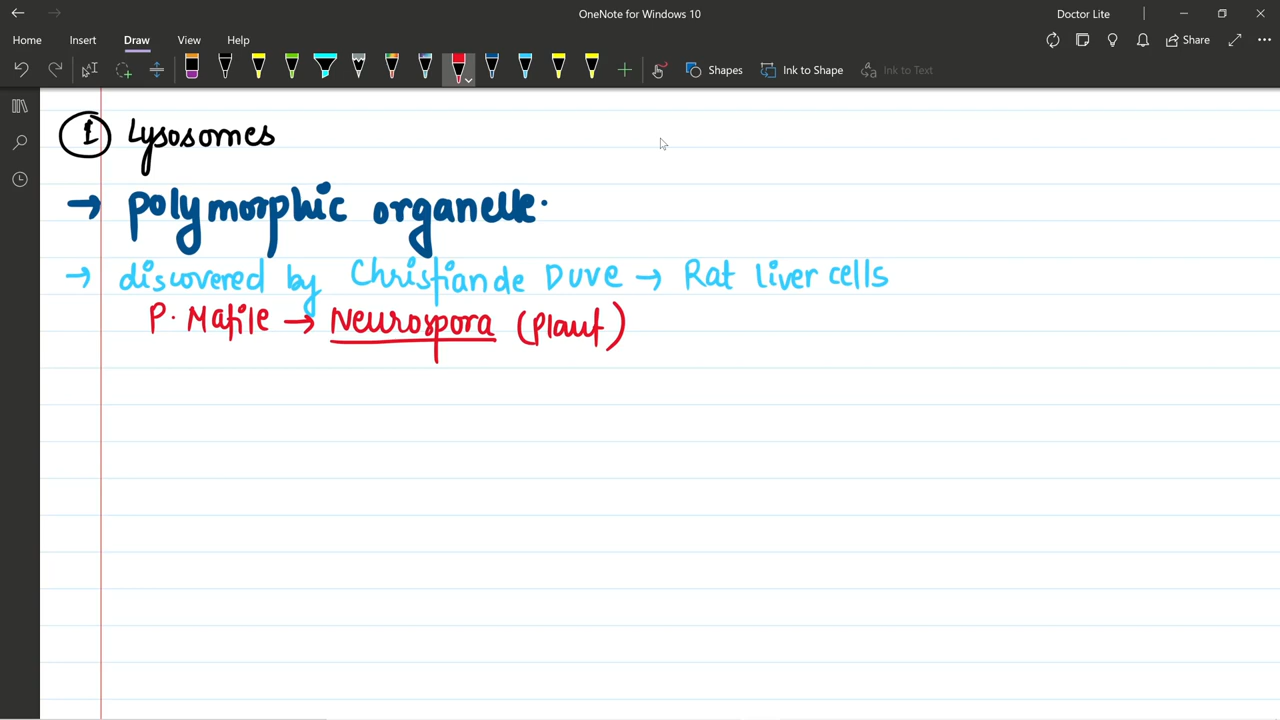 OneNote for Windows 10
Doctor Lite
Home Insert Draw View Help
Share
Shapes Ink to Shape Ink to Text
1 Lysosomes
→ polymorphic organelle.
→ discovered by Christian de Duve → Rat liver cells
P. Matile → Neurospora (Plant)